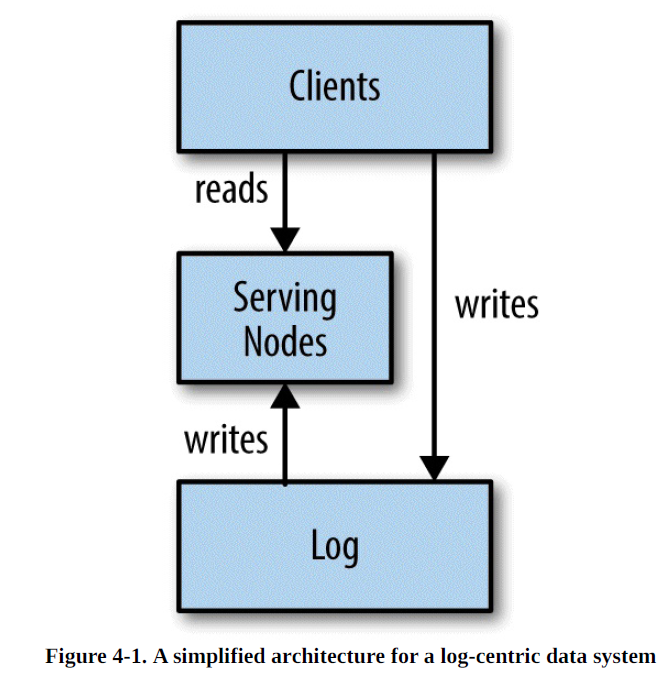 Clients
reads
Serving
Nodes
writes
writes
Log
Figure 4-1. A simplified architecture for a log-centric data system